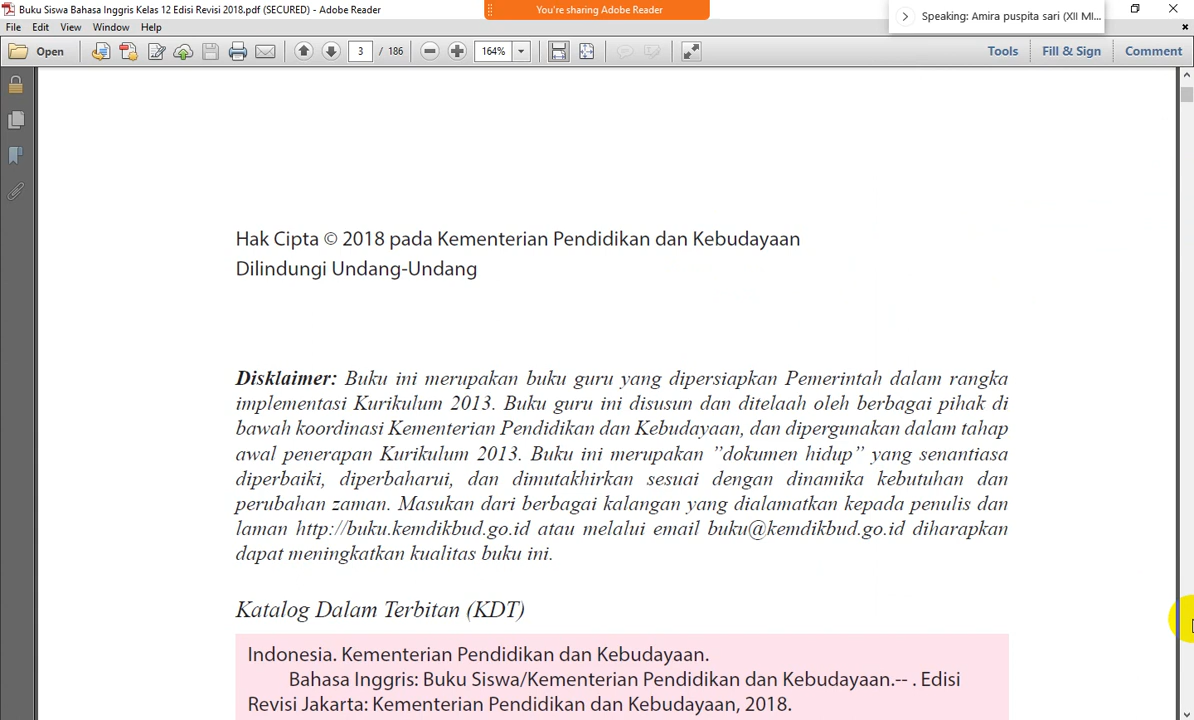 Buku Siswa Bahasa Inggris Kelas 12 Edisi Revisi 2018.pdf (SECURED) - Adobe Reader
You're sharing Adobe Reader
Speaking: Amira puspita sari (XII MI...
File Edit View Window Help
Open 3 / 186 164% Tools Fill & Sign Comment
Hak Cipta © 2018 pada Kementerian Pendidikan dan Kebudayaan
Dilindungi Undang-Undang
Disklaimer: Buku ini merupakan buku guru yang dipersiapkan Pemerintah dalam rangka
implementasi Kurikulum 2013. Buku guru ini disusun dan ditelaah oleh berbagai pihak di
bawah koordinasi Kementerian Pendidikan dan Kebudayaan, dan dipergunakan dalam tahap
awal penerapan Kurikulum 2013. Buku ini merupakan ”dokumen hidup” yang senantiasa
diperbaiki, diperbaharui, dan dimutakhirkan sesuai dengan dinamika kebutuhan dan
perubahan zaman. Masukan dari berbagai kalangan yang dialamatkan kepada penulis dan
laman http://buku.kemdikbud.go.id atau melalui email buku@kemdikbud.go.id diharapkan
dapat meningkatkan kualitas buku ini.
Katalog Dalam Terbitan (KDT)
Indonesia. Kementerian Pendidikan dan Kebudayaan.
Bahasa Inggris: Buku Siswa/Kementerian Pendidikan dan Kebudayaan.-- . Edisi
Revisi Jakarta: Kementerian Pendidikan dan Kebudayaan, 2018.